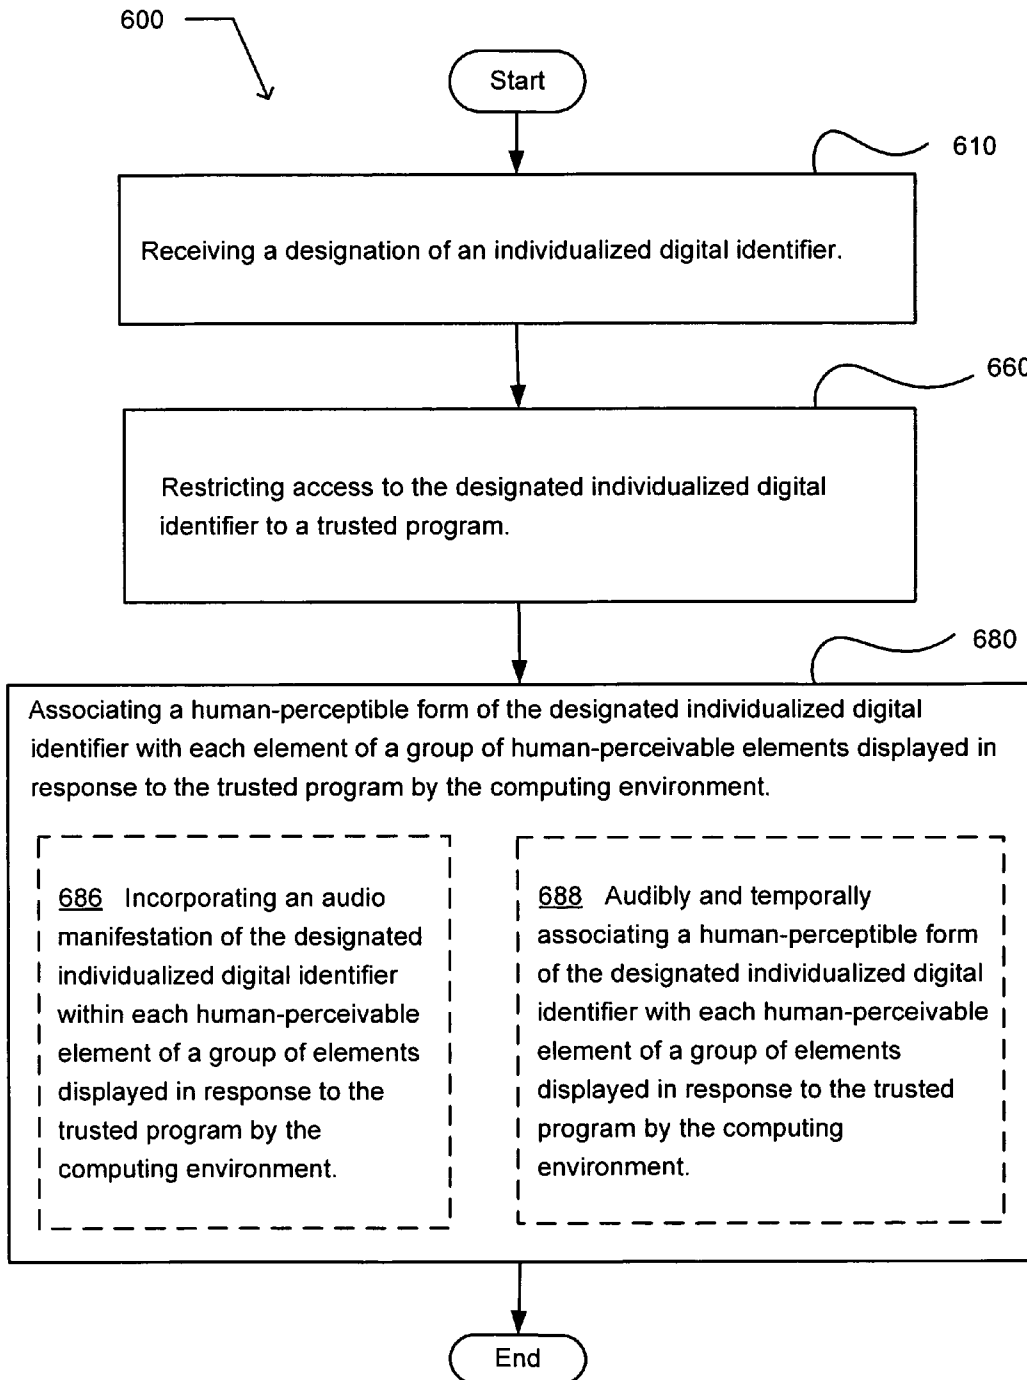 600
Start
610
Receiving a designation of an individualized digital identifier.
660
Restricting access to the designated individualized digital
identifier to a trusted program.
680
Associating a human-perceptible form of the designated individualized digital
identifier with each element of a group of human-perceivable elements displayed in
response to the trusted program by the computing environment.
686 Incorporating an audio
manifestation of the designated
individualized digital identifier
within each human-perceivable
element of a group of elements
displayed in response to the
trusted program by the
computing environment.
688 Audibly and temporally
associating a human-perceptible form
of the designated individualized digital
identifier with each human-perceivable
element of a group of elements
displayed in response to the trusted
program by the computing
environment.
End